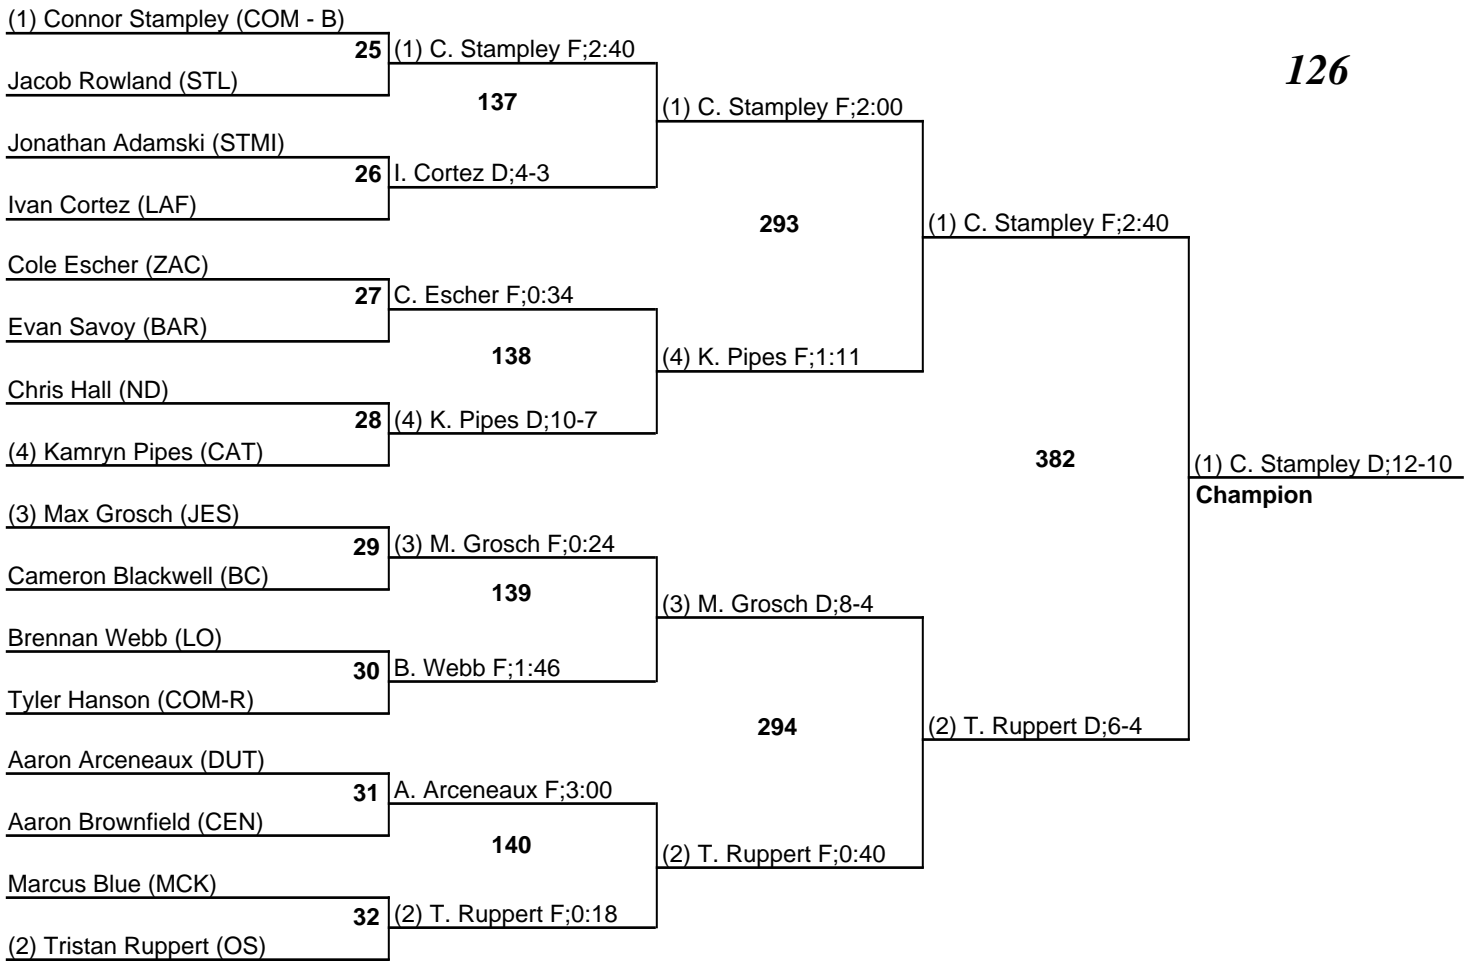 (1) Connor Stampley (COM - B)
25
(1) C. Stampley F;2:40
Jacob Rowland (STL)
126
137
(1) C. Stampley F;2:00
Jonathan Adamski (STMI)
26
I. Cortez D;4-3
Ivan Cortez (LAF)
293
(1) C. Stampley F;2:40
Cole Escher (ZAC)
27
C. Escher F;0:34
Evan Savoy (BAR)
138
(4) K. Pipes F;1:11
Chris Hall (ND)
28
(4) K. Pipes D;10-7
(4) Kamryn Pipes (CAT)
382
(1) C. Stampley D;12-10
Champion
(3) Max Grosch (JES)
29
(3) M. Grosch F;0:24
Cameron Blackwell (BC)
139
(3) M. Grosch D;8-4
Brennan Webb (LO)
30
B. Webb F;1:46
Tyler Hanson (COM-R)
294
(2) T. Ruppert D;6-4
Aaron Arceneaux (DUT)
31
A. Arceneaux F;3:00
Aaron Brownfield (CEN)
140
(2) T. Ruppert F;0:40
Marcus Blue (MCK)
32
(2) T. Ruppert F;0:18
(2) Tristan Ruppert (OS)